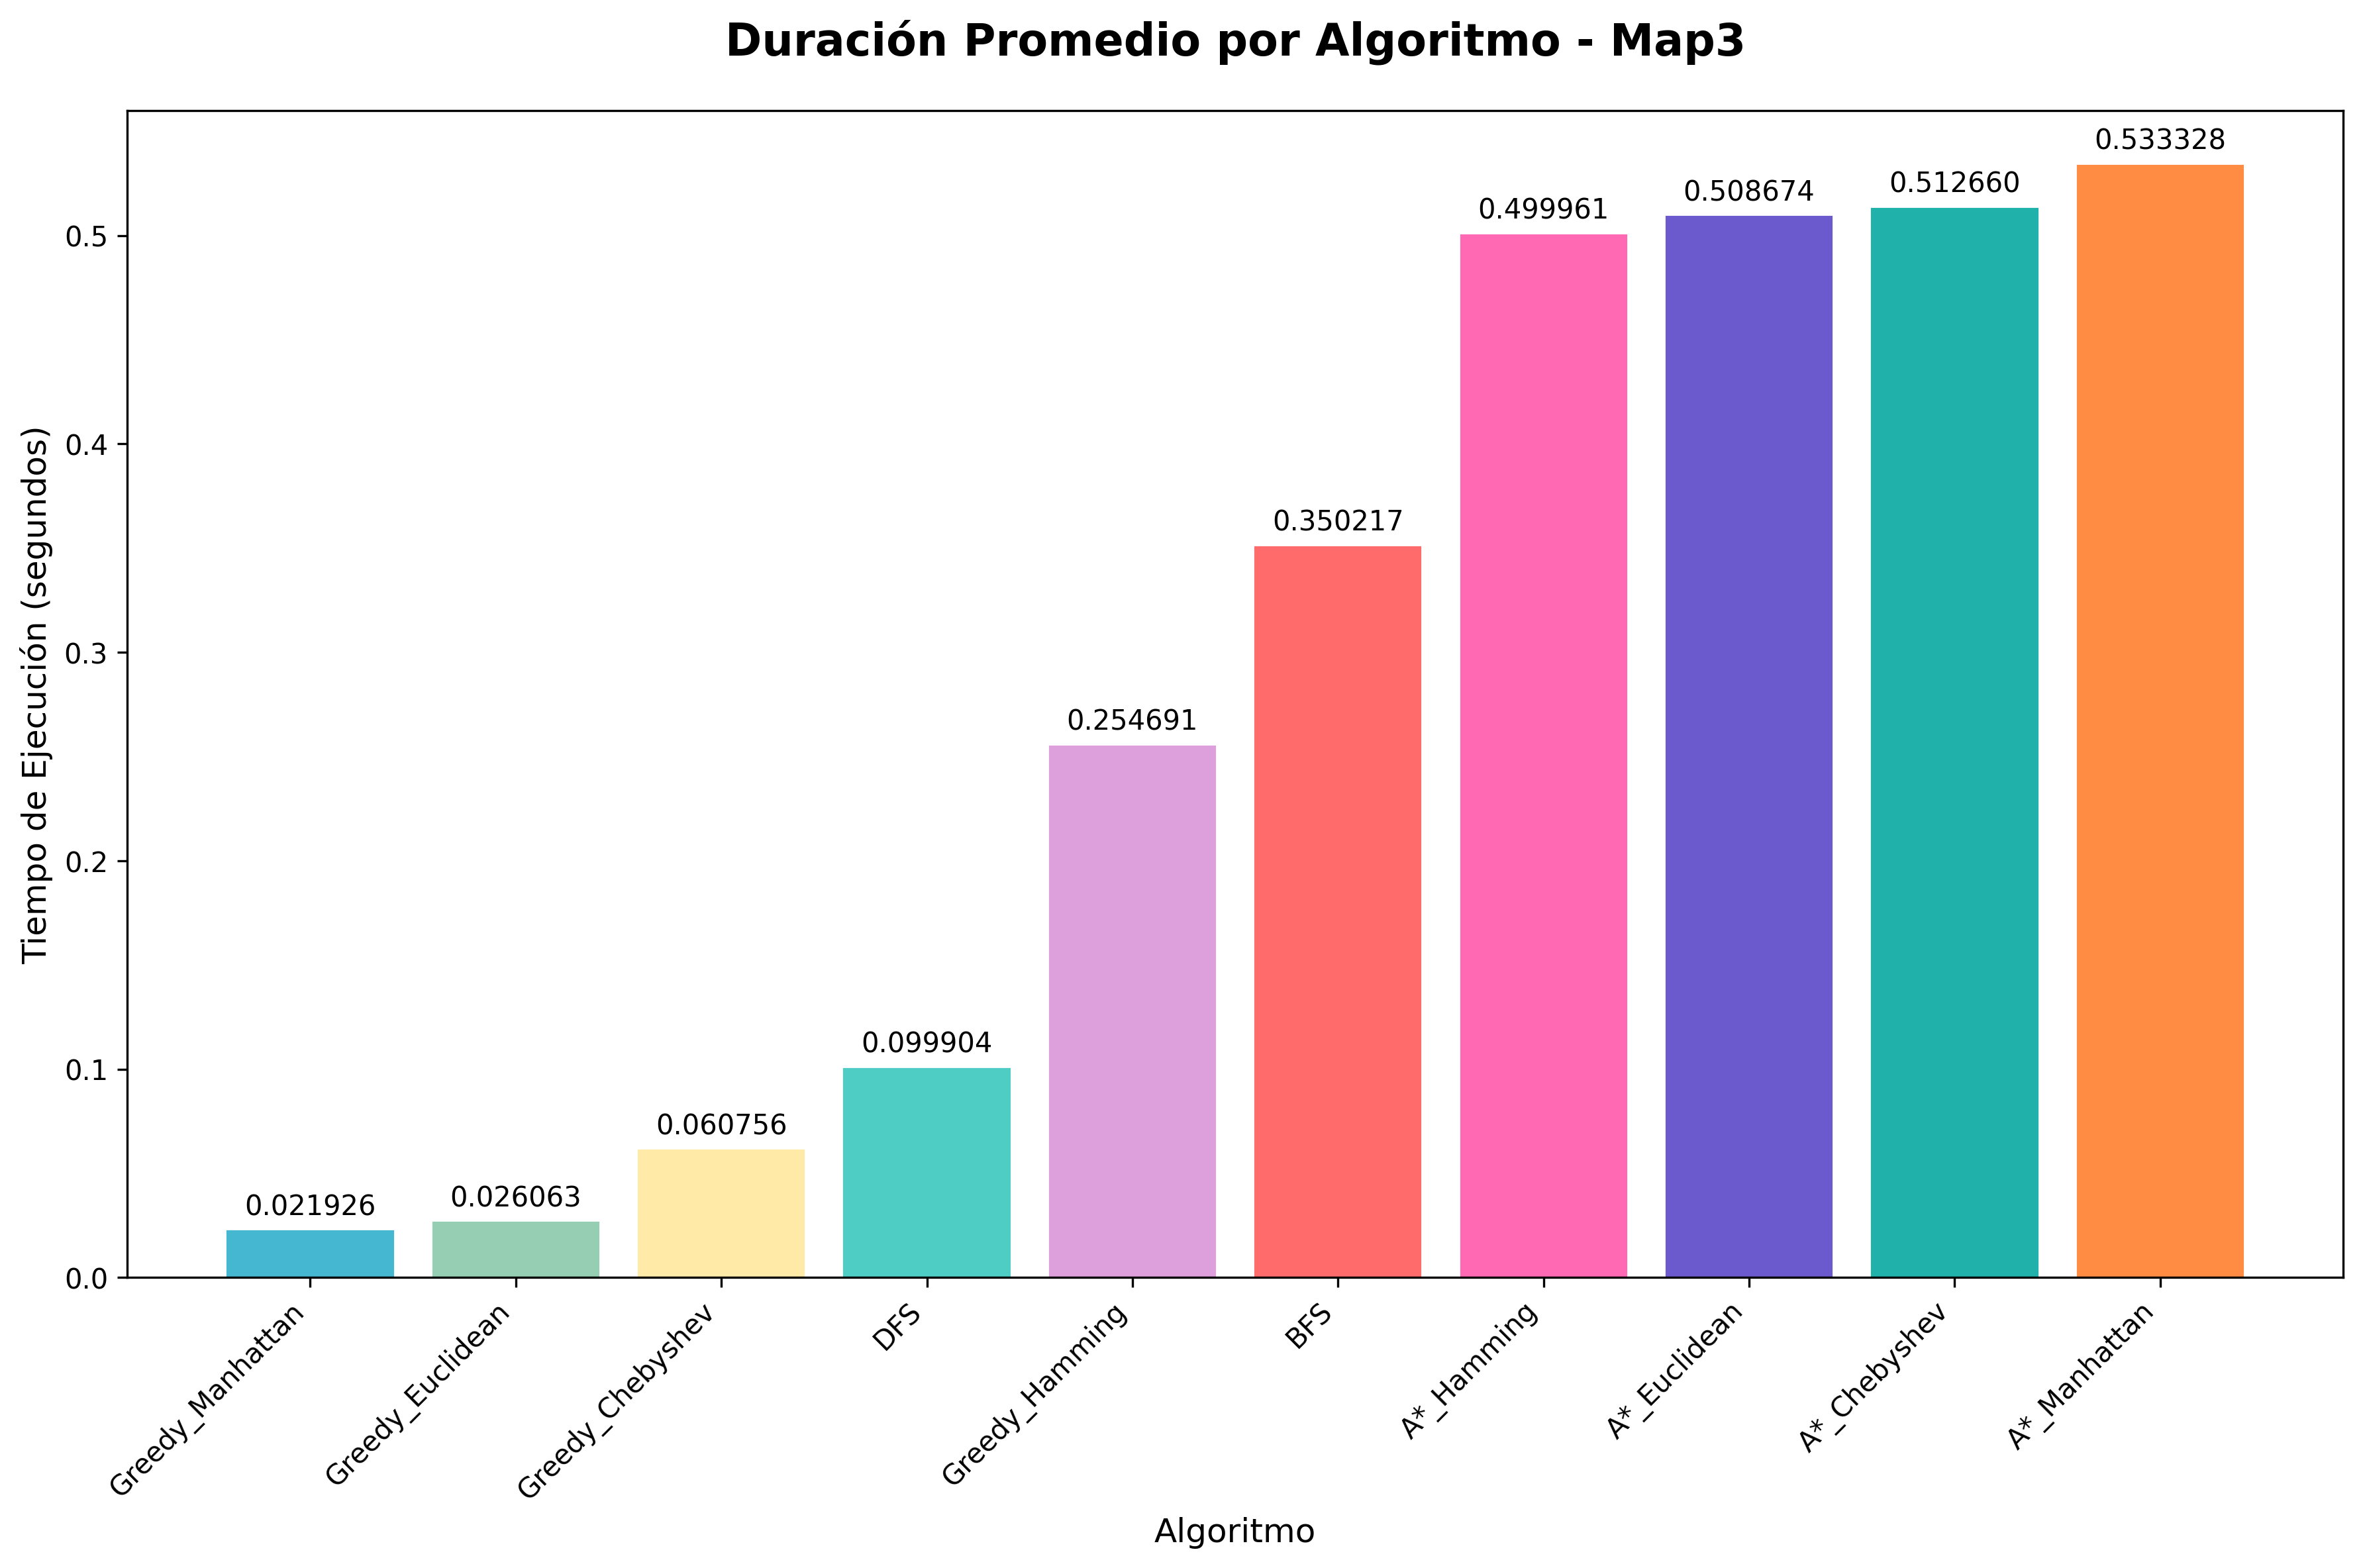 Duración Promedio por Algoritmo - Map3
Tiempo de Ejecución (segundos)
0.5
0.4
0.3
0.2
0.1
0.0
0.021926
0.026063
0.060756
0.099904
0.254691
0.350217
0.499961
0.508674
0.512660
0.533328
Greedy_Manhattan
Greedy_Euclidean
Greedy_Chebyshev
DFS
Greedy_Hamming
BFS
A*_Hamming
A*_Euclidean
A*_Chebyshev
A*_Manhattan
Algoritmo